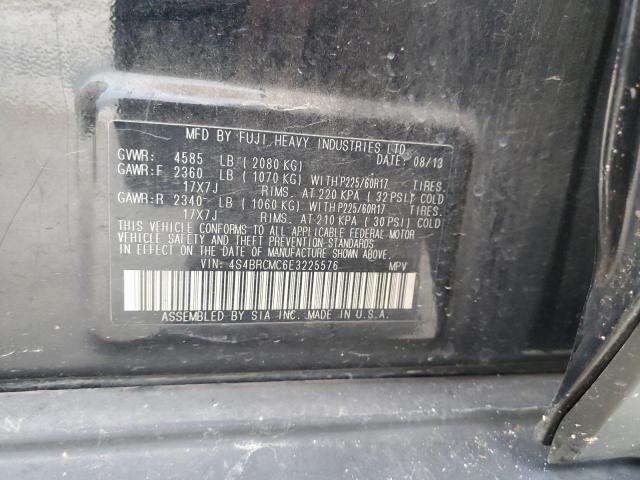 MFD BY FUJI HEAVY INDUSTRIES LTD.
GVWR: 4585 LB ( 2080 KG) DATE: 08/13
GAWR:F 2360 LB ( 1070 KG) WITH P225/60R17 TIRES.
17X7J RIMS. AT 220 KPA ( 32 PSI) COLD
GAWR:R 2340 LB ( 1060 KG) WITH P225/60R17 TIRES.
17X7J RIMS. AT 210 KPA ( 30 PSI) COLD
THIS VEHICLE CONFORMS TO ALL APPLICABLE FEDERAL MOTOR
VEHICLE SAFETY AND THEFT PREVENTION STANDARDS
IN EFFECT ON THE DATE OF MANUFACTURE SHOWN ABOVE.
VIN: 4S4BRCMC6E3225576 MPV
ASSEMBLED BY SIA INC. MADE IN U.S.A.